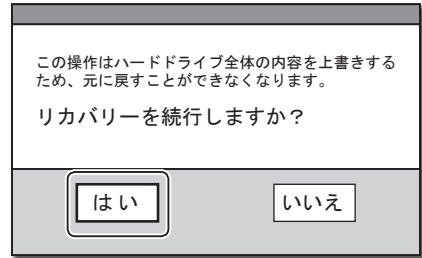 この操作はハードドライブ全体の内容を上書きする
ため、元に戻すことができなくなります。
リカバリーを続行しますか？
はい
いいえ